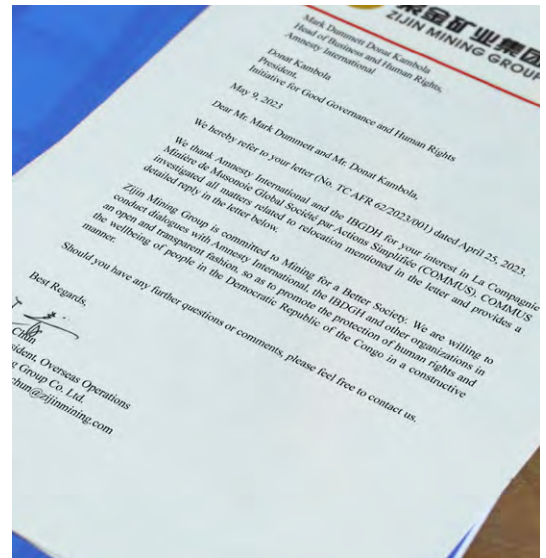 紫金矿业集团
ZIJIN MINING GROUP
Mark Dummett Donat Kambola
Head of Business and Human Rights,
Amnesty International
Donat Kambola
President,
Initiative for Good Governance and Human Rights
May 9, 2023
Dear Mr. Mark Dummett and Mr. Donat Kambola,
We hereby refer to your letter (No. TC AFR 62/2023/001) dated April 25, 2023.
We thank Amnesty International and the IBGDH for your interest in La Compagnie
Minière de Musonoie Global Société par Actions Simplifiée (COMMUS). COMMUS
investigated all matters related to relocation mentioned in the letter and provides a
detailed reply in the letter below.
Zijin Mining Group is committed to Mining for a Better Society. We are willing to
conduct dialogues with Amnesty International, the IBDGH and other organizations in
an open and transparent fashion, so as to promote the protection of human rights and
the wellbeing of people in the Democratic Republic of the Congo in a constructive
manner.
Should you have any further questions or comments, please feel free to contact us.
Best Regards,
Chun
sident, Overseas Operations
g Group Co. Ltd.
chun@zijinmining.com